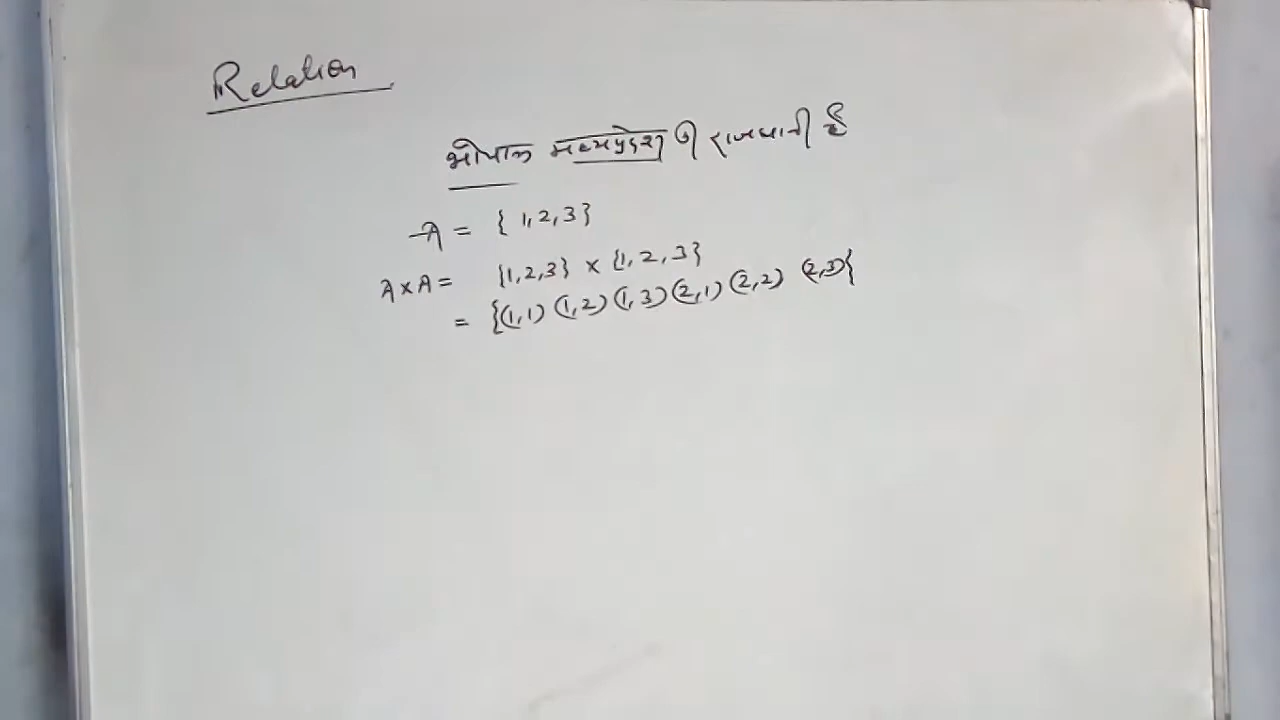 Relation
भोपाल मध्यप्रदेश की राजधानी है
A = { 1, 2, 3 }
A × A = {1, 2, 3} × {1, 2, 3}
= {(1, 1) (1, 2) (1, 3) (2, 1) (2, 2) (2, 3)}